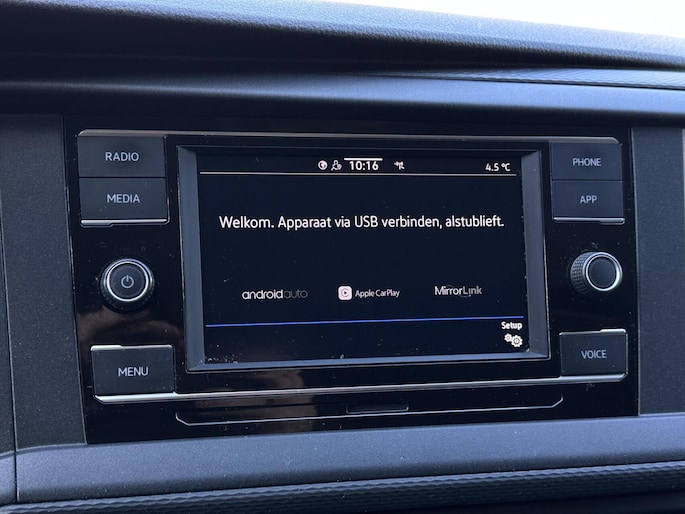 RADIO
MEDIA
MENU
10:16
4.5 °C
Welkom. Apparaat via USB verbinden, alstublieft.
androidauto
Apple CarPlay
MirrorLink
Setup
PHONE
APP
VOICE